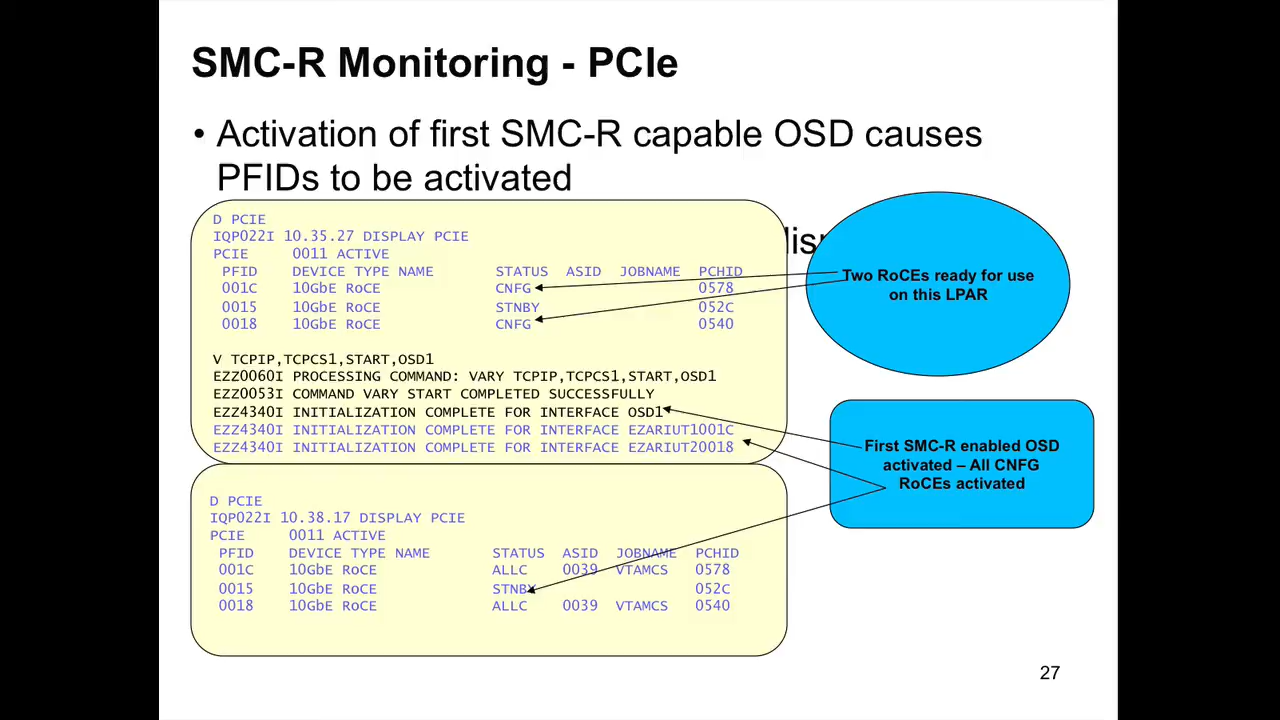 SMC-R Monitoring - PCIe
• Activation of first SMC-R capable OSD causes
PFIDs to be activated
D PCIE
IQP022I 10.35.27 DISPLAY PCIE
PCIE 0011 ACTIVE
PFID DEVICE TYPE NAME STATUS ASID JOBNAME PCHID
001C 10GbE RoCE CNFG 0578
0015 10GbE RoCE STNBY 052C
0018 10GbE RoCE CNFG 0540
V TCPIP,TCPCS1,START,OSD1
EZZ0060I PROCESSING COMMAND: VARY TCPIP,TCPCS1,START,OSD1
EZZ0053I COMMAND VARY START COMPLETED SUCCESSFULLY
EZZ4340I INITIALIZATION COMPLETE FOR INTERFACE OSD1
EZZ4340I INITIALIZATION COMPLETE FOR INTERFACE EZARIUT1001C
EZZ4340I INITIALIZATION COMPLETE FOR INTERFACE EZARIUT20018
Two RoCEs ready for use
on this LPAR
First SMC-R enabled OSD
activated – All CNFG
RoCEs activated
D PCIE
IQP022I 10.38.17 DISPLAY PCIE
PCIE 0011 ACTIVE
PFID DEVICE TYPE NAME STATUS ASID JOBNAME PCHID
001C 10GbE RoCE ALLC 0039 VTAMCS 0578
0015 10GbE RoCE STNBY 052C
0018 10GbE RoCE ALLC 0039 VTAMCS 0540
27